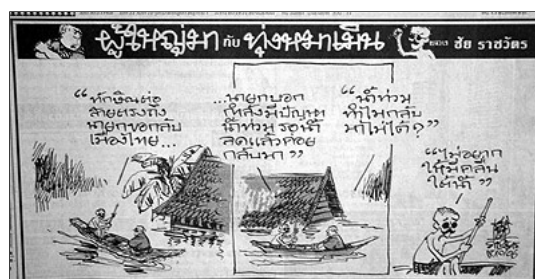 ผู้ใหญ่มา กับ ทุ่งหมาเมิน
ของ ชัย ราชวัตร
“ทักษิณต่อ
สายตรงถึง
นายกขอกลับ
เมืองไทย...
...นายกบอก
กำลังมีปัญหา
น้ำท่วม รอน้ำ
ลดแล้วค่อย
กลับมา”
“น้ำท่วม
ทำไมกลับ
มาไม่ได้?”
“ไม่อยาก
ให้มีคลื่น
ใต้น้ำ”